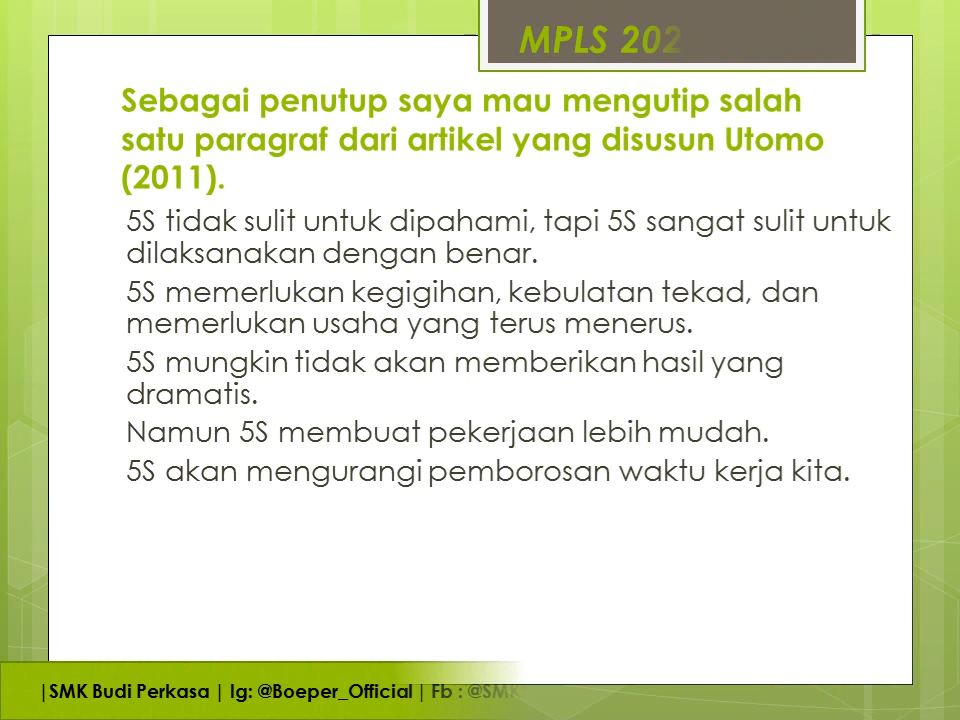 MPLS 202
Sebagai penutup saya mau mengutip salah
satu paragraf dari artikel yang disusun Utomo
(2011).
5S tidak sulit untuk dipahami, tapi 5S sangat sulit untuk
dilaksanakan dengan benar.
5S memerlukan kegigihan, kebulatan tekad, dan
memerlukan usaha yang terus menerus.
5S mungkin tidak akan memberikan hasil yang
dramatis.
Namun 5S membuat pekerjaan lebih mudah.
5S akan mengurangi pemborosan waktu kerja kita.
|SMK Budi Perkasa | Ig: @Boeper_Official | Fb : @SMK